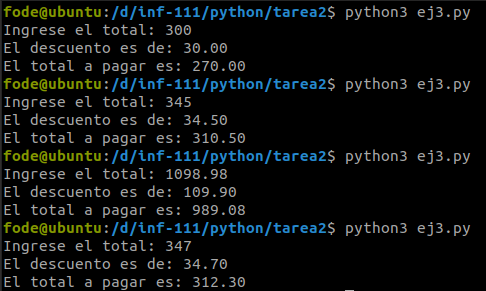 fode@ubuntu:/d/inf-111/python/tarea2$ python3 ej3.py
Ingrese el total: 300
El descuento es de: 30.00
El total a pagar es: 270.00
fode@ubuntu:/d/inf-111/python/tarea2$ python3 ej3.py
Ingrese el total: 345
El descuento es de: 34.50
El total a pagar es: 310.50
fode@ubuntu:/d/inf-111/python/tarea2$ python3 ej3.py
Ingrese el total: 1098.98
El descuento es de: 109.90
El total a pagar es: 989.08
fode@ubuntu:/d/inf-111/python/tarea2$ python3 ej3.py
Ingrese el total: 347
El descuento es de: 34.70
El total a pagar es: 312.30